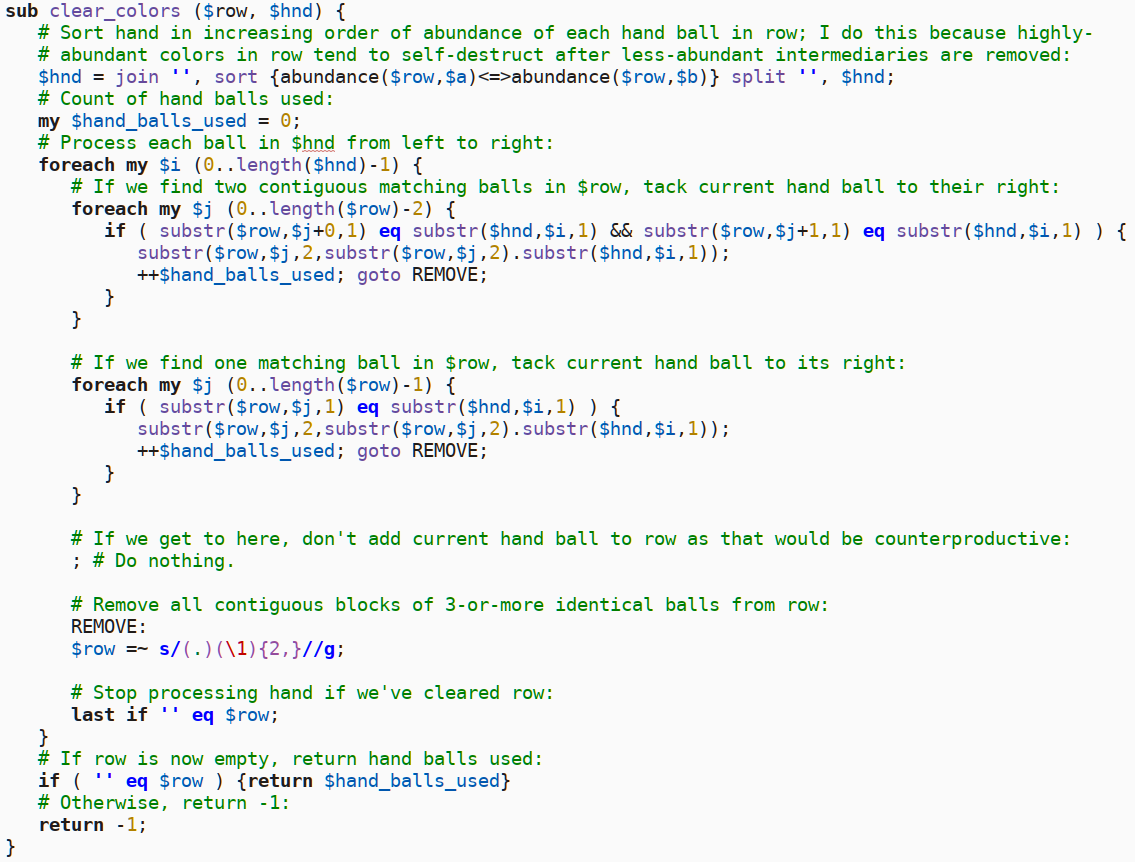 sub clear_colors ($row, $hnd) {
   # Sort hand in increasing order of abundance of each hand ball in row; I do this because highly-
   # abundant colors in row tend to self-destruct after less-abundant intermediaries are removed:
   $hnd = join '', sort {abundance($row,$a)<=>abundance($row,$b)} split '', $hnd;
   # Count of hand balls used:
   my $hand_balls_used = 0;
   # Process each ball in $hnd from left to right:
   foreach my $i (0..length($hnd)-1) {
      # If we find two contiguous matching balls in $row, tack current hand ball to their right:
      foreach my $j (0..length($row)-2) {
         if ( substr($row,$j+0,1) eq substr($hnd,$i,1) && substr($row,$j+1,1) eq substr($hnd,$i,1) ) {
            substr($row,$j,2,substr($row,$j,2).substr($hnd,$i,1));
            ++$hand_balls_used; goto REMOVE;
         }
      }

      # If we find one matching ball in $row, tack current hand ball to its right:
      foreach my $j (0..length($row)-1) {
         if ( substr($row,$j,1) eq substr($hnd,$i,1) ) {
            substr($row,$j,2,substr($row,$j,2).substr($hnd,$i,1));
            ++$hand_balls_used; goto REMOVE;
         }
      }

      # If we get to here, don't add current hand ball to row as that would be counterproductive:
      ; # Do nothing.

      # Remove all contiguous blocks of 3-or-more identical balls from row:
      REMOVE:
      $row =~ s/(.)(\1){2,}//g;

      # Stop processing hand if we've cleared row:
      last if '' eq $row;
   }
   # If row is now empty, return hand balls used:
   if ( '' eq $row ) {return $hand_balls_used}
   # Otherwise, return -1:
   return -1;
}